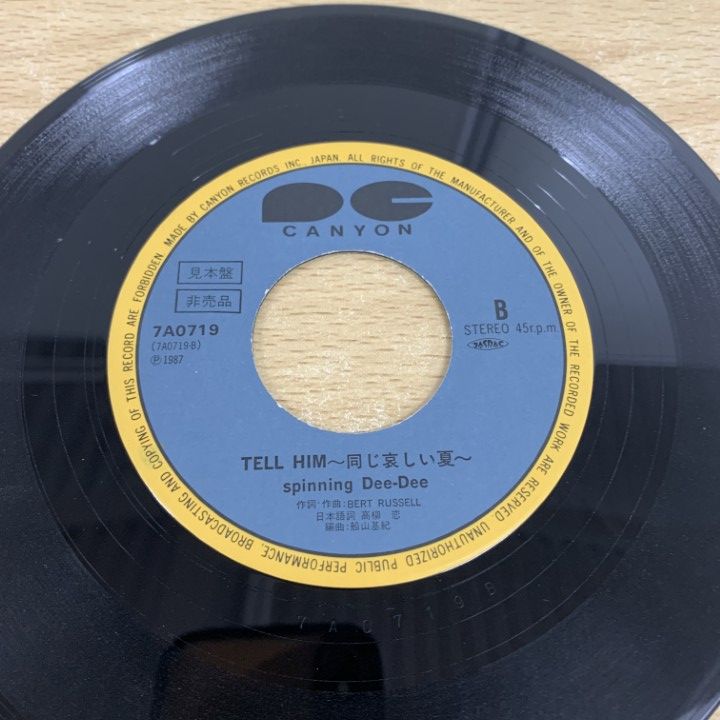 MADE BY CANYON RECORDS INC., JAPAN. ALL RIGHTS OF THE MANUFACTURER AND OF THE OWNER OF THE RECORDED WORK ARE RESERVED UNAUTHORIZED PUBLIC PERFORMANCE, BROADCASTING AND COPYING OF THIS RECORD ARE FORBIDDEN.
CANYON
見本盤
非売品
7A0719
(7A0719-B)
Ⓟ1987
B
STEREO 45r.p.m.
JASRAC
TELL HIM〜同じ哀しい夏〜
spinning Dee-Dee
作詞・作曲:BERT RUSSELL
日本語詞 高柳 恋
編曲:船山基紀
7A0719B